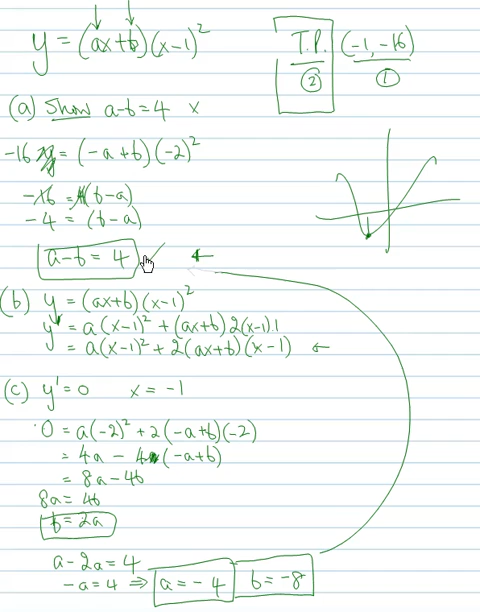 y = (ax+b)(x-1)²
T.P. (-1, -16)
② ①
(a) Show a-b=4 x
-16 = (-a+b)(-2)²
-16 = 4(b-a)
-4 = (b-a)
a-b = 4 ✓ ←
(b) y = (ax+b)(x-1)²
y' = a(x-1)² + (ax+b)2(x-1).1
= a(x-1)² + 2(ax+b)(x-1) ←
(c) y'=0 x = -1
0 = a(-2)² + 2(-a+b)(-2)
= 4a - 4(-a+b)
= 8a - 4b
8a = 4b
b = 2a
a - 2a = 4
-a = 4 ⇒ a = -4 b = -8